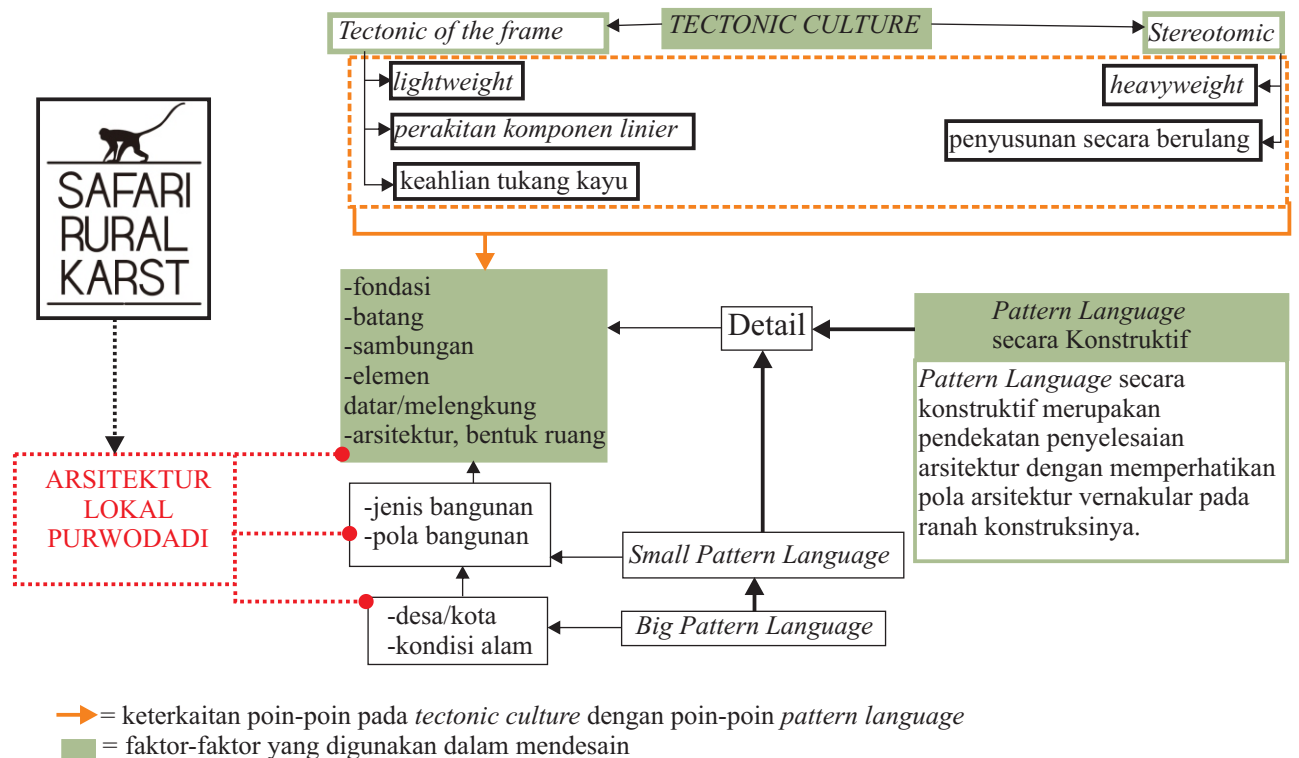 Tectonic of the frame
TECTONIC CULTURE
Stereotomic
lightweight
perakitan komponen linier
keahlian tukang kayu
heavyweight
penyusunan secara berulang
SAFARI
RURAL
KARST
-fondasi
-batang
-sambungan
-elemen
datar/melengkung
-arsitektur, bentuk ruang
Detail
Pattern Language
secara Konstruktif
Pattern Language secara
konstruktif merupakan
pendekatan penyelesaian
arsitektur dengan memperhatikan
pola arsitektur vernakular pada
ranah konstruksinya.
ARSITEKTUR
LOKAL
PURWODADI
-jenis bangunan
-pola bangunan
Small Pattern Language
-desa/kota
-kondisi alam
Big Pattern Language
= keterkaitan poin-poin pada tectonic culture dengan poin-poin pattern language
= faktor-faktor yang digunakan dalam mendesain